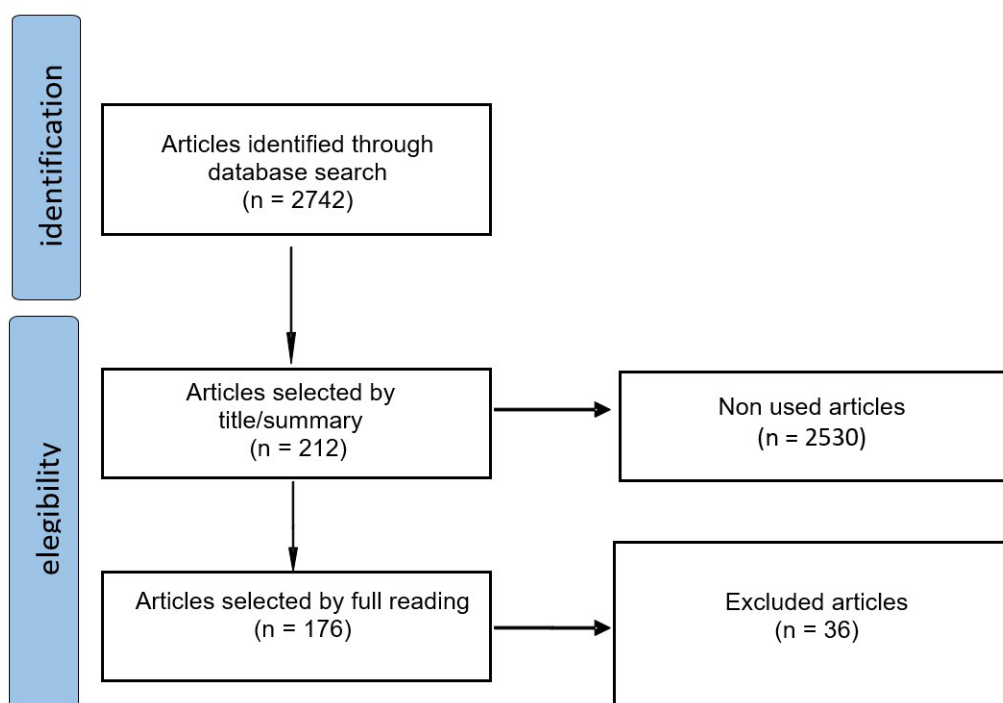 identification
Articles identified through
database search
(n = 2742)
elegibility
Articles selected by
title/summary
(n = 212)
Non used articles
(n = 2530)
Articles selected by full reading
(n = 176)
Excluded articles
(n = 36)